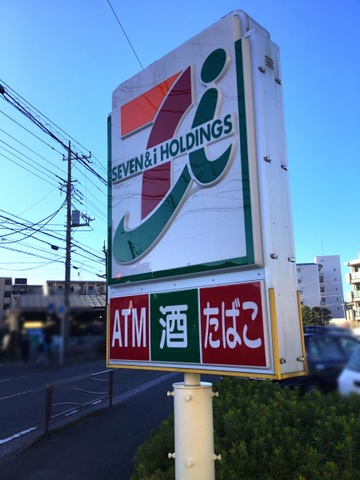 SEVEN&i HOLDINGS
ATM 酒 たばこ